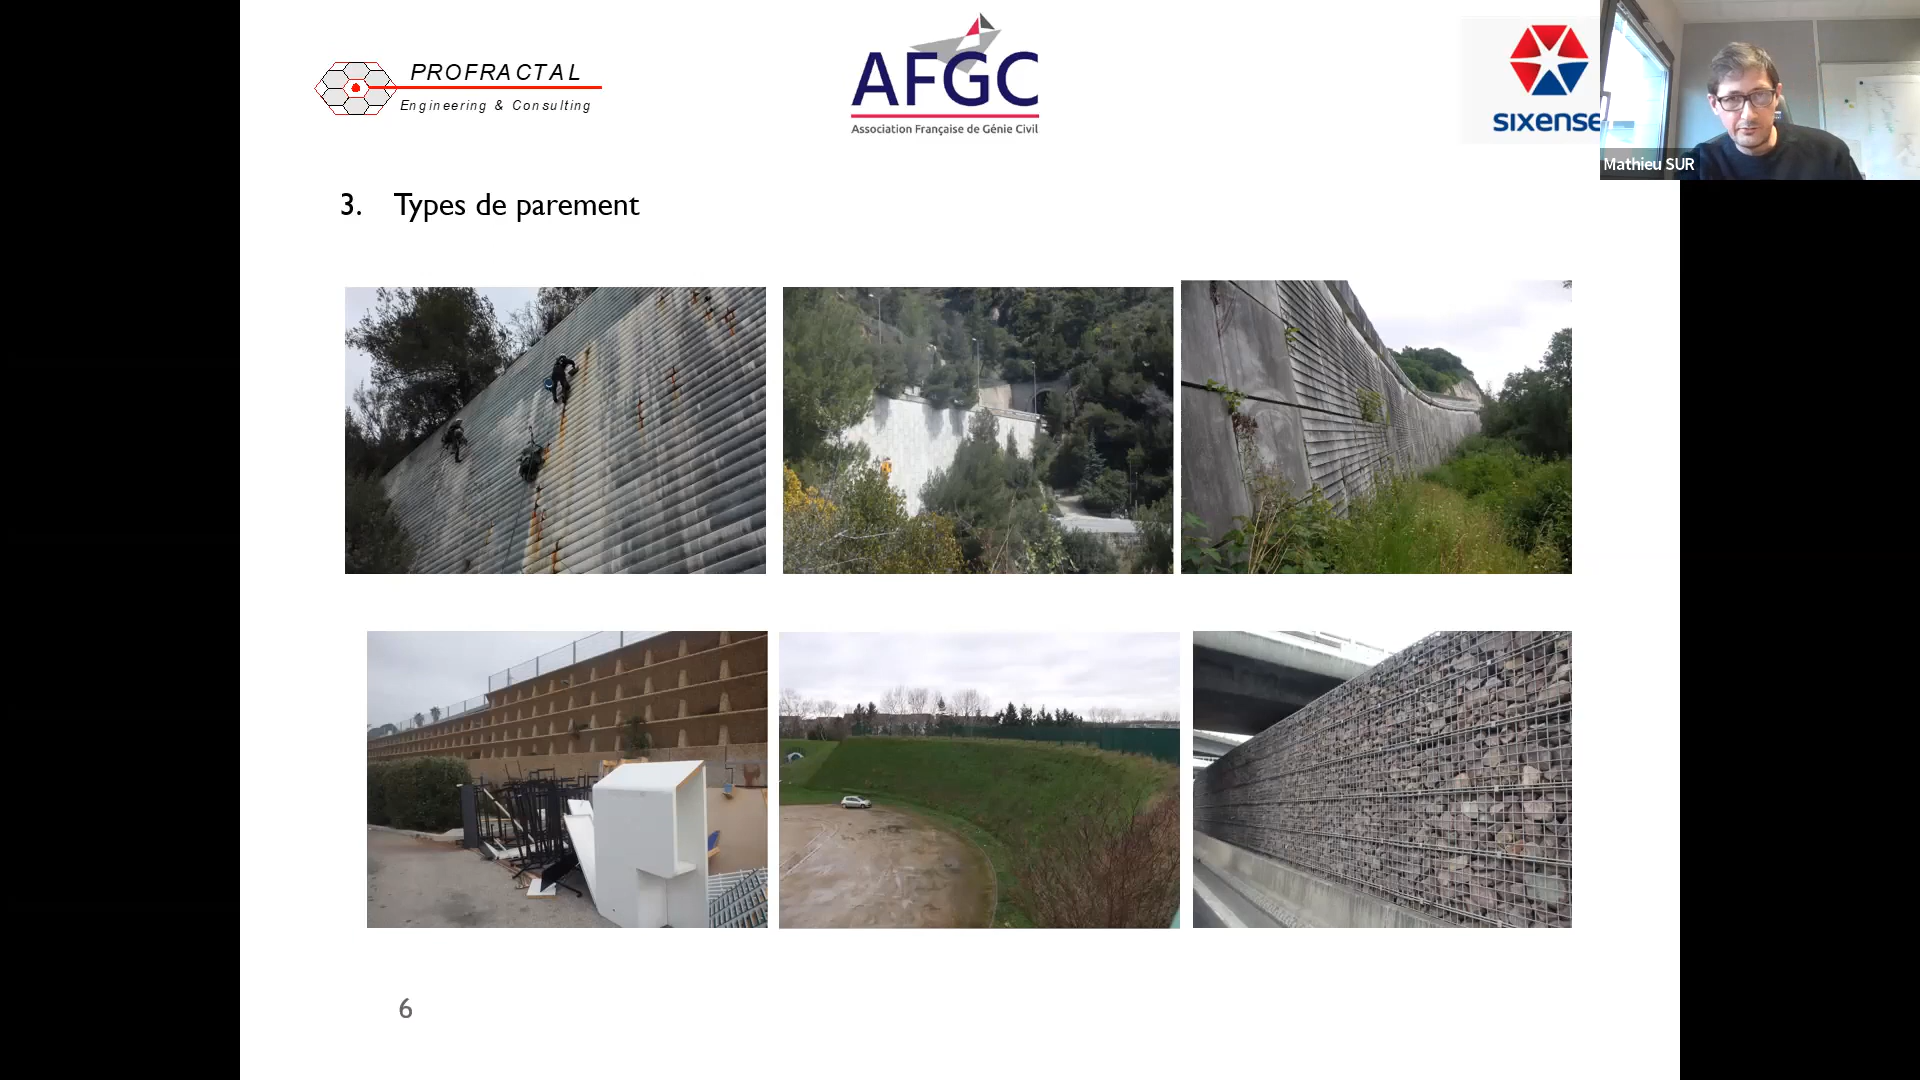 PROFRACTAL
Engineering & Consulting
AFGC
Association Française de Génie Civil
sixense
Mathieu SUR
3. Types de parement
6